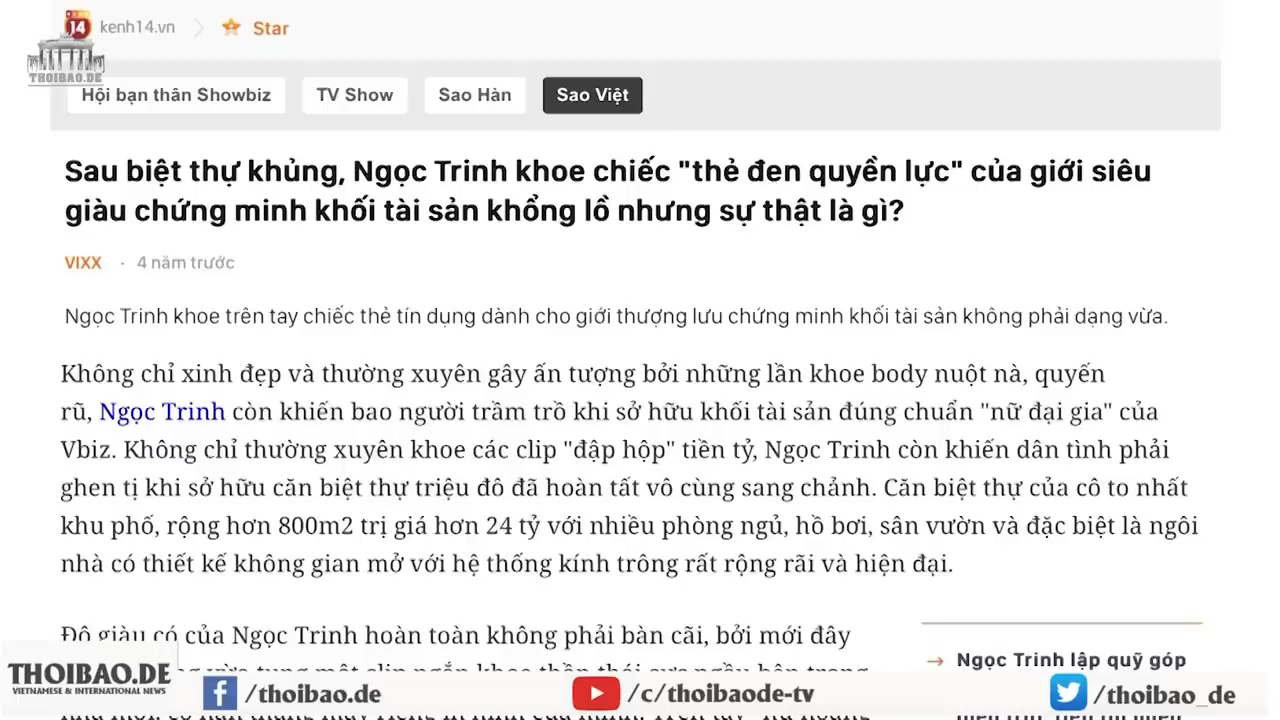 14 kenh14.vn Star
THOIBAO.DE
Hội bạn thân Showbiz TV Show Sao Hàn Sao Việt
Sau biệt thự khủng, Ngọc Trinh khoe chiếc "thẻ đen quyền lực" của giới siêu
giàu chứng minh khối tài sản khổng lồ nhưng sự thật là gì?
VIXX · 4 năm trước
Ngọc Trinh khoe trên tay chiếc thẻ tín dụng dành cho giới thượng lưu chứng minh khối tài sản không phải dạng vừa.
Không chỉ xinh đẹp và thường xuyên gây ấn tượng bởi những lần khoe body nuột nà, quyến
rũ, Ngọc Trinh còn khiến bao người trầm trồ khi sở hữu khối tài sản đúng chuẩn "nữ đại gia" của
Vbiz. Không chỉ thường xuyên khoe các clip "đập hộp" tiền tỷ, Ngọc Trinh còn khiến dân tình phải
ghen tị khi sở hữu căn biệt thự triệu đô đã hoàn tất vô cùng sang chảnh. Căn biệt thự của cô to nhất
khu phố, rộng hơn 800m2 trị giá hơn 24 tỷ với nhiều phòng ngủ, hồ bơi, sân vườn và đặc biệt là ngôi
nhà có thiết kế không gian mở với hệ thống kính trông rất rộng rãi và hiện đại.
Độ giàu có của Ngọc Trinh hoàn toàn không phải bàn cãi, bởi mới đây
→ Ngọc Trinh lập quỹ góp
THOIBAO.DE
VIETNAMESE & INTERNATIONAL NEWS
/thoibao.de /c/thoibaode-tv /thoibao_de